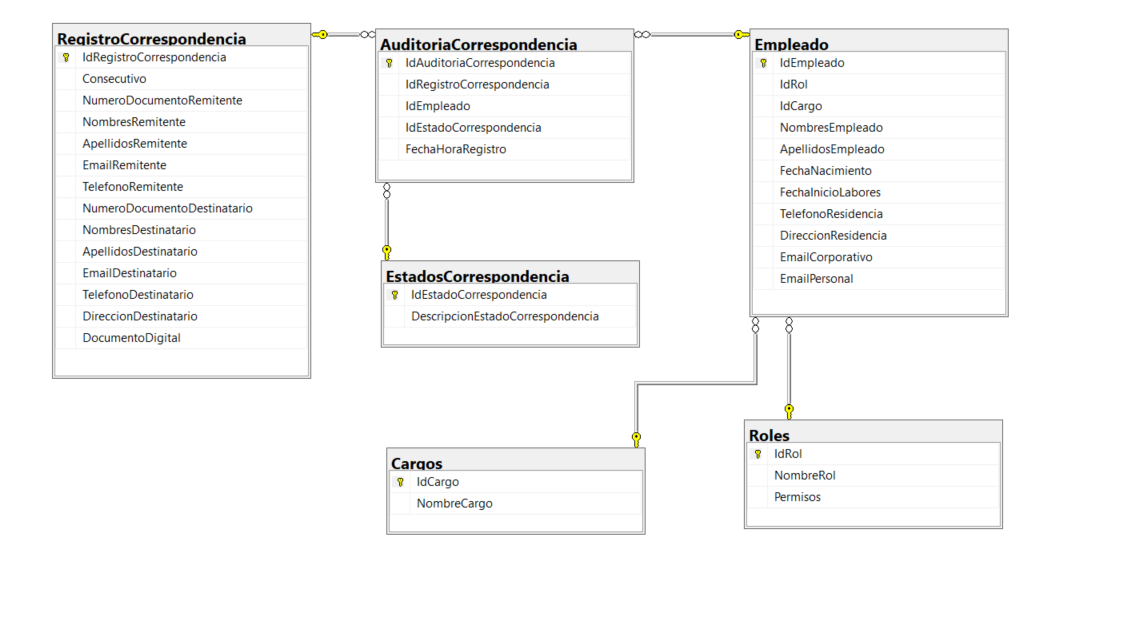 RegistroCorrespondencia
IdRegistroCorrespondencia
Consecutivo
NumeroDocumentoRemitente
NombresRemitente
ApellidosRemitente
EmailRemitente
TelefonoRemitente
NumeroDocumentoDestinatario
NombresDestinatario
ApellidosDestinatario
EmailDestinatario
TelefonoDestinatario
DireccionDestinatario
DocumentoDigital
AuditoriaCorrespondencia
IdAuditoriaCorrespondencia
IdRegistroCorrespondencia
IdEmpleado
IdEstadoCorrespondencia
FechaHoraRegistro
Empleado
IdEmpleado
IdRol
IdCargo
NombresEmpleado
ApellidosEmpleado
FechaNacimiento
FechaInicioLabores
TelefonoResidencia
DireccionResidencia
EmailCorporativo
EmailPersonal
EstadosCorrespondencia
IdEstadoCorrespondencia
DescripcionEstadoCorrespondencia
Cargos
IdCargo
NombreCargo
Roles
IdRol
NombreRol
Permisos